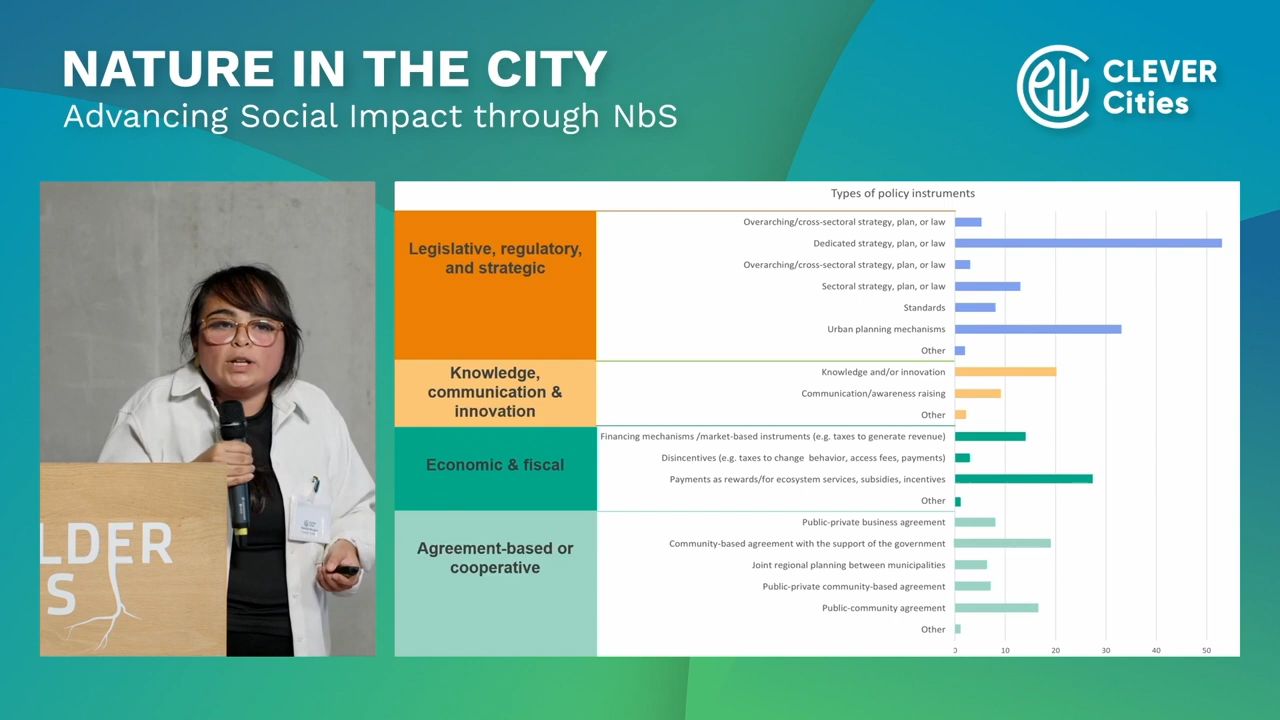 NATURE IN THE CITY
Advancing Social Impact through NbS
CLEVER
Cities
LDER
S
Types of policy instruments
Legislative, regulatory,
and strategic
Overarching/cross-sectoral strategy, plan, or law
Dedicated strategy, plan, or law
Overarching/cross-sectoral strategy, plan, or law
Sectoral strategy, plan, or law
Standards
Urban planning mechanisms
Other
Knowledge,
communication &
innovation
Knowledge and/or innovation
Communication/awareness raising
Other
Economic & fiscal
Financing mechanisms /market-based instruments (e.g. taxes to generate revenue)
Disincentives (e.g. taxes to change behavior, access fees, payments)
Payments as rewards/for ecosystem services, subsidies, incentives
Other
Agreement-based or
cooperative
Public-private business agreement
Community-based agreement with the support of the government
Joint regional planning between municipalities
Public-private community-based agreement
Public-community agreement
Other
0 10 20 30 40 50